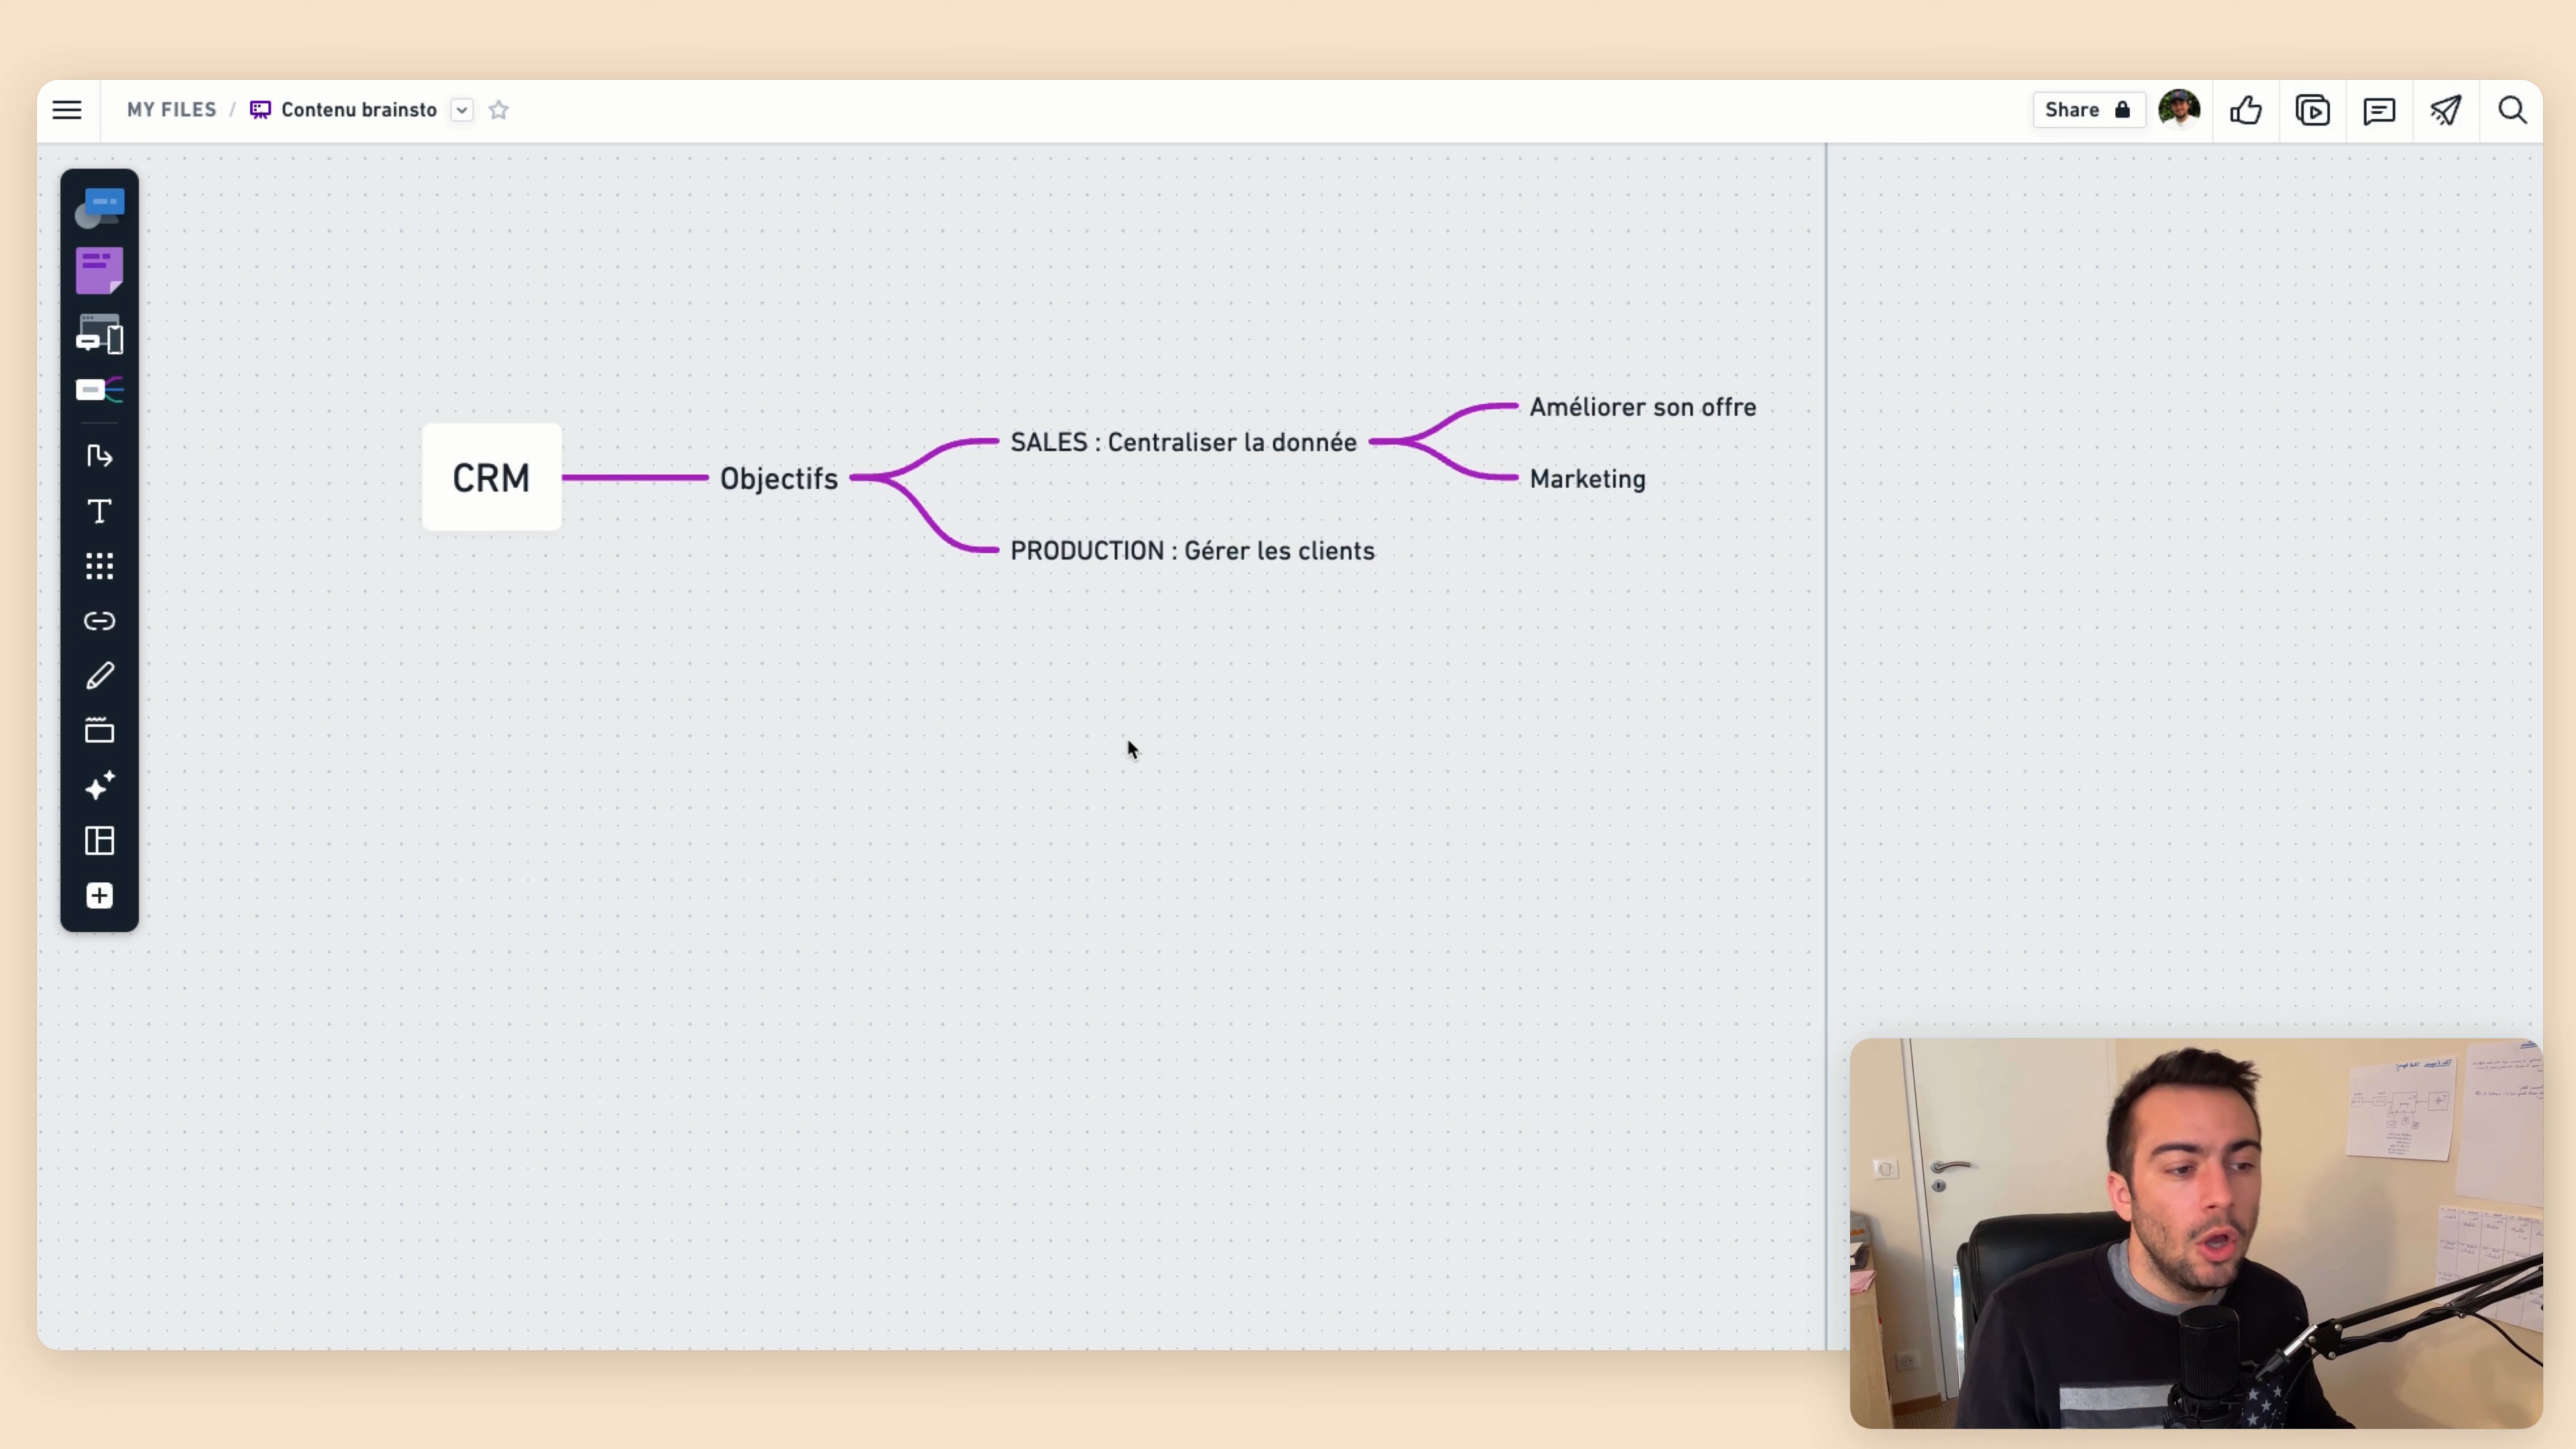 MY FILES / Contenu brainsto
Share
Améliorer son offre
SALES : Centraliser la donnée
CRM
Objectifs
Marketing
PRODUCTION : Gérer les clients